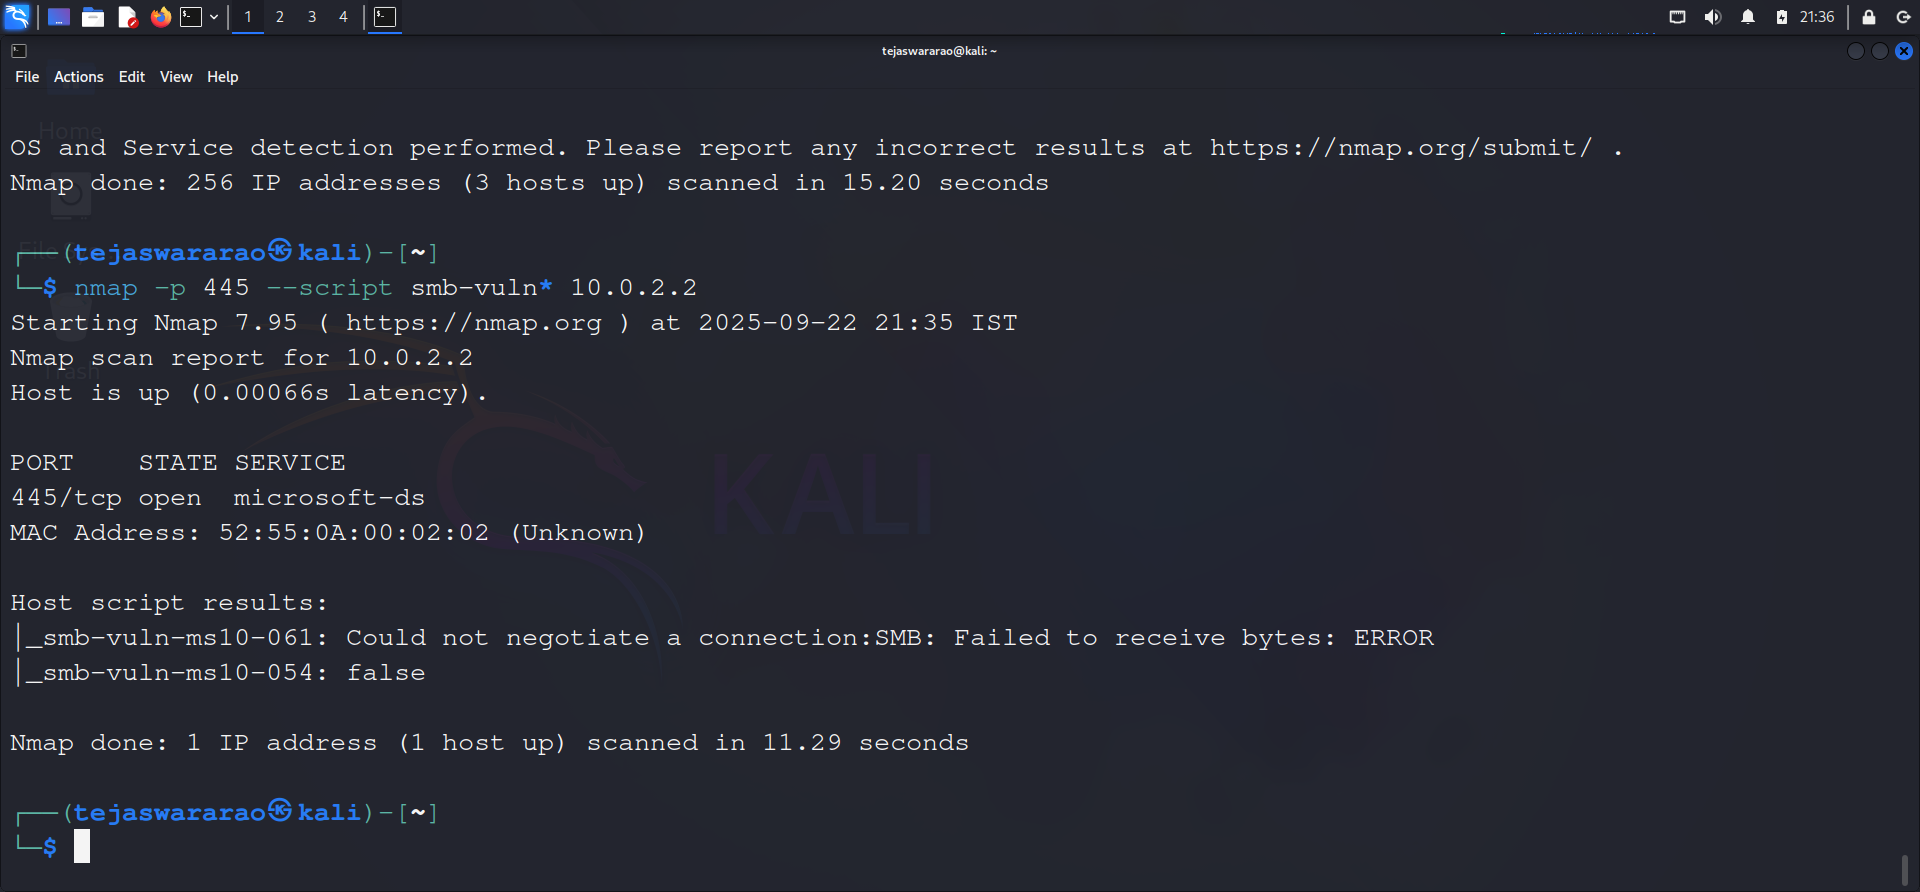 1 2 3 4 21:36
tejaswararao@kali: ~
File Actions Edit View Help
Home
OS and Service detection performed. Please report any incorrect results at https://nmap.org/submit/ .
Nmap done: 256 IP addresses (3 hosts up) scanned in 15.20 seconds
┌──(tejaswararao㉿kali)-[~]
└─$ nmap -p 445 --script smb-vuln* 10.0.2.2
Starting Nmap 7.95 ( https://nmap.org ) at 2025-09-22 21:35 IST
Nmap scan report for 10.0.2.2
Trash
Host is up (0.00066s latency).
PORT    STATE SERVICE
445/tcp open  microsoft-ds
KALI
MAC Address: 52:55:0A:00:02:02 (Unknown)
Host script results:
|_smb-vuln-ms10-061: Could not negotiate a connection:SMB: Failed to receive bytes: ERROR
|_smb-vuln-ms10-054: false
Nmap done: 1 IP address (1 host up) scanned in 11.29 seconds
┌──(tejaswararao㉿kali)-[~]
└─$